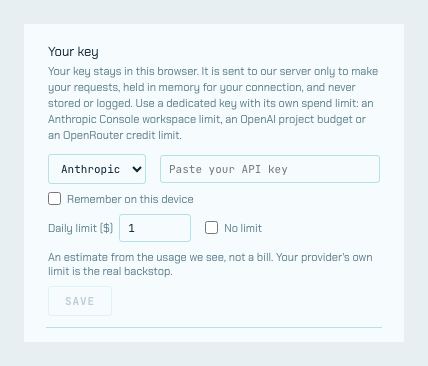 Your key
Your key stays in this browser. It is sent to our server only to make
your requests, held in memory for your connection, and never
stored or logged. Use a dedicated key with its own spend limit: an
Anthropic Console workspace limit, an OpenAI project budget or
an OpenRouter credit limit.
Anthropic Paste your API key
Remember on this device
Daily limit ($) 1 No limit
An estimate from the usage we see, not a bill. Your provider's own
limit is the real backstop.
SAVE